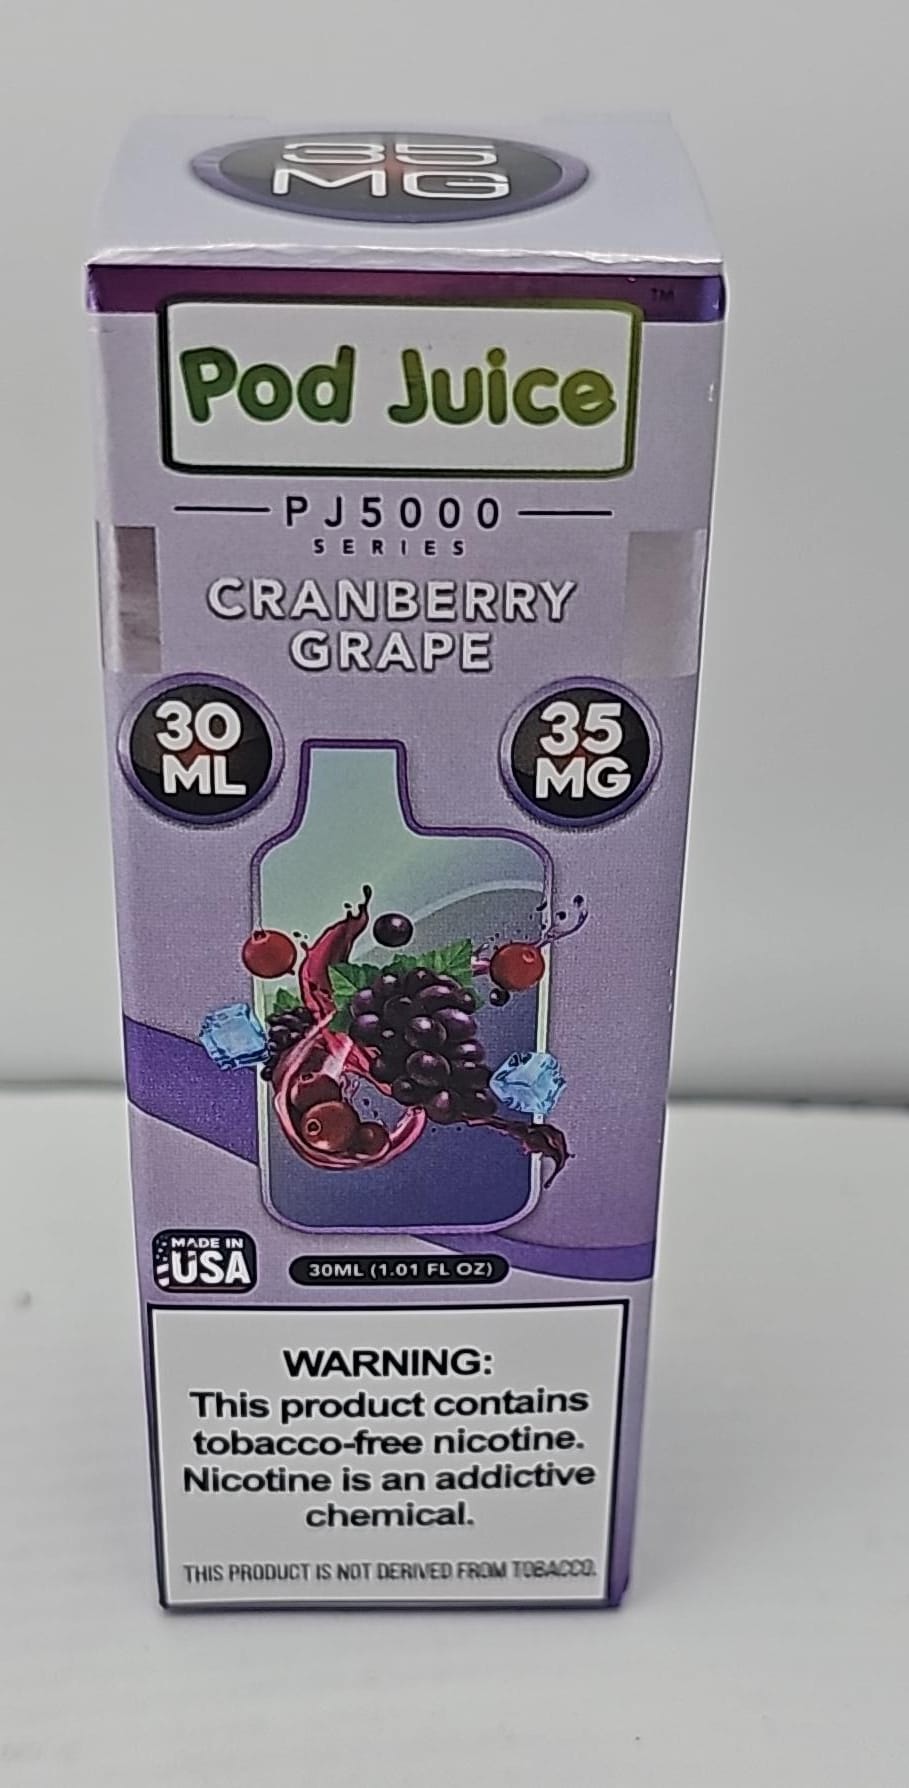 35
MG
TM
Pod Juice
PJ5000
SERIES
CRANBERRY
GRAPE
30
ML
35
MG
MADE IN
USA
30ML (1.01 FL OZ)
WARNING:
This product contains
tobacco-free nicotine.
Nicotine is an addictive
chemical.
THIS PRODUCT IS NOT DERIVED FROM TOBACCO.